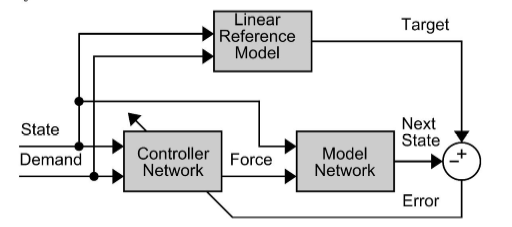 Linear
Reference
Model
Target
State
Demand
Controller
Network
Force
Model
Network
Next
State
Error